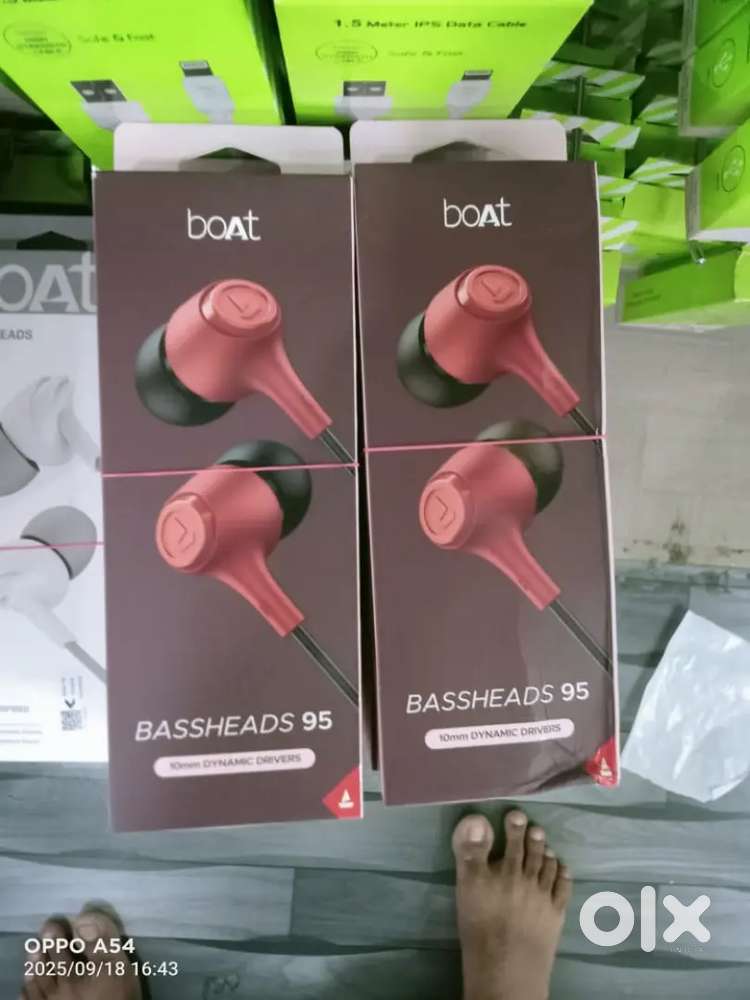 Safe & Fast
1.5 Meter IPS Data Cable
Safe & Fast
boAt
boAt
boAt
EADS
BASSHEADS 95
10mm DYNAMIC DRIVERS
BASSHEADS 95
10mm DYNAMIC DRIVERS
OPPO A54
2025/09/18 16:43
olx